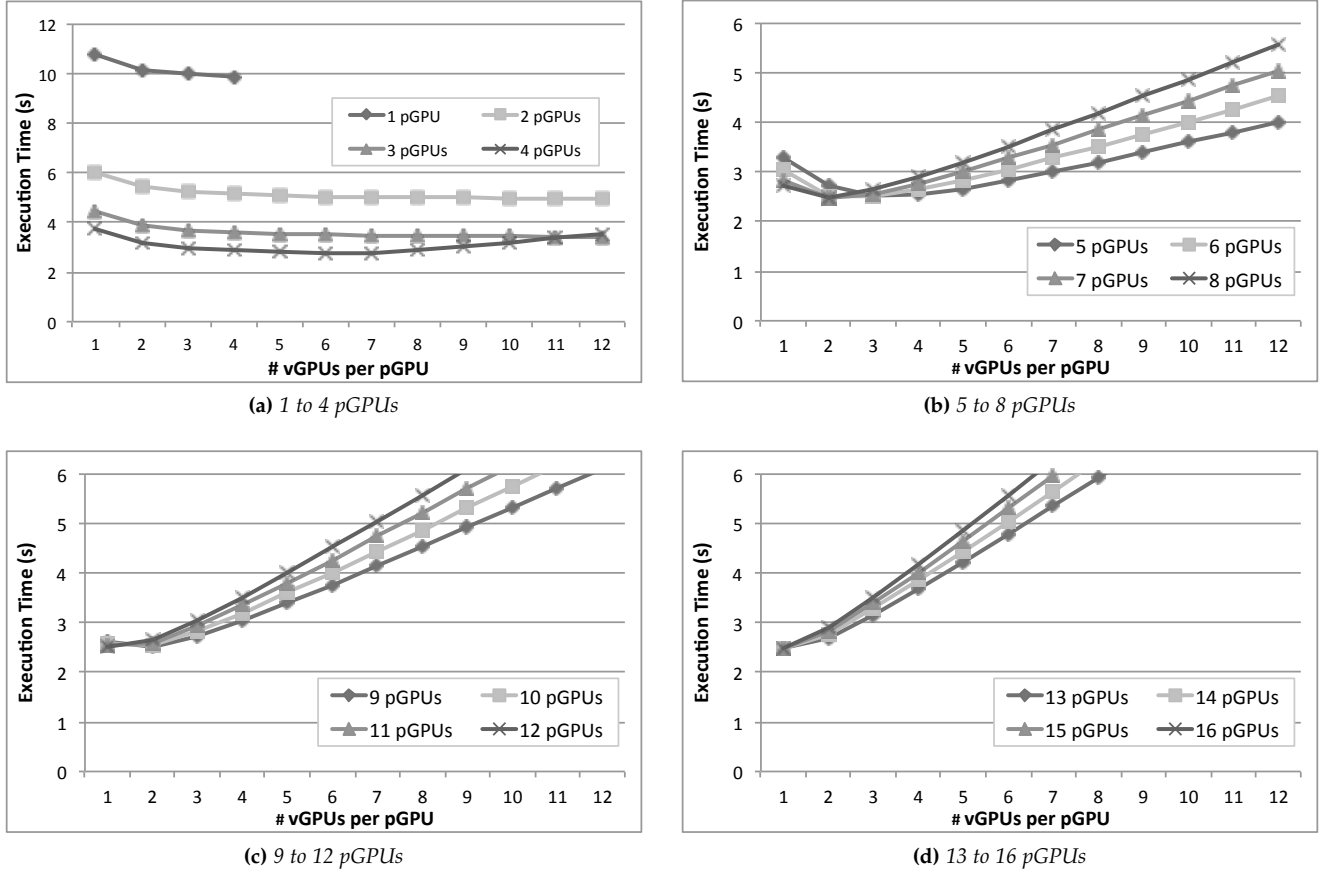 12
10
8
6
4
2
0
Execution Time (s)
1 pGPU
2 pGPUs
3 pGPUs
4 pGPUs
1 2 3 4 5 6 7 8 9 10 11 12
# vGPUs per pGPU
(a) 1 to 4 pGPUs
6
5
4
3
2
1
0
Execution Time (s)
5 pGPUs
6 pGPUs
7 pGPUs
8 pGPUs
1 2 3 4 5 6 7 8 9 10 11 12
# vGPUs per pGPU
(b) 5 to 8 pGPUs
6
5
4
3
2
1
0
Execution Time (s)
9 pGPUs
10 pGPUs
11 pGPUs
12 pGPUs
1 2 3 4 5 6 7 8 9 10 11 12
# vGPUs per pGPU
(c) 9 to 12 pGPUs
6
5
4
3
2
1
0
Execution Time (s)
13 pGPUs
14 pGPUs
15 pGPUs
16 pGPUs
1 2 3 4 5 6 7 8 9 10 11 12
# vGPUs per pGPU
(d) 13 to 16 pGPUs